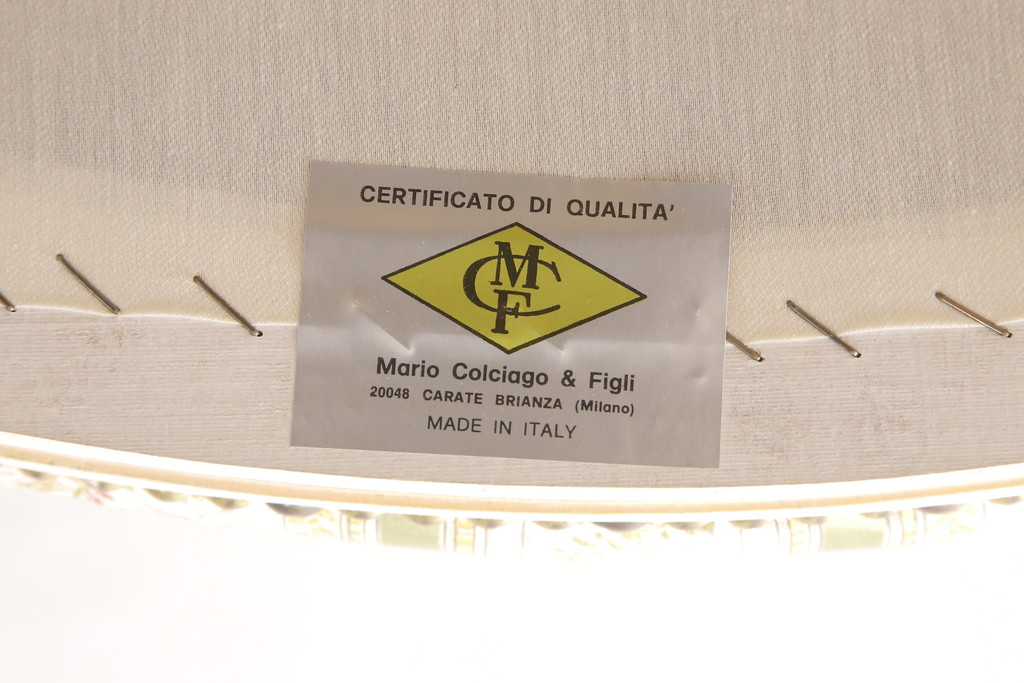 CERTIFICATO DI QUALITA'
MCF
Mario Colciago & Figli
20048 CARATE BRIANZA (Milano)
MADE IN ITALY